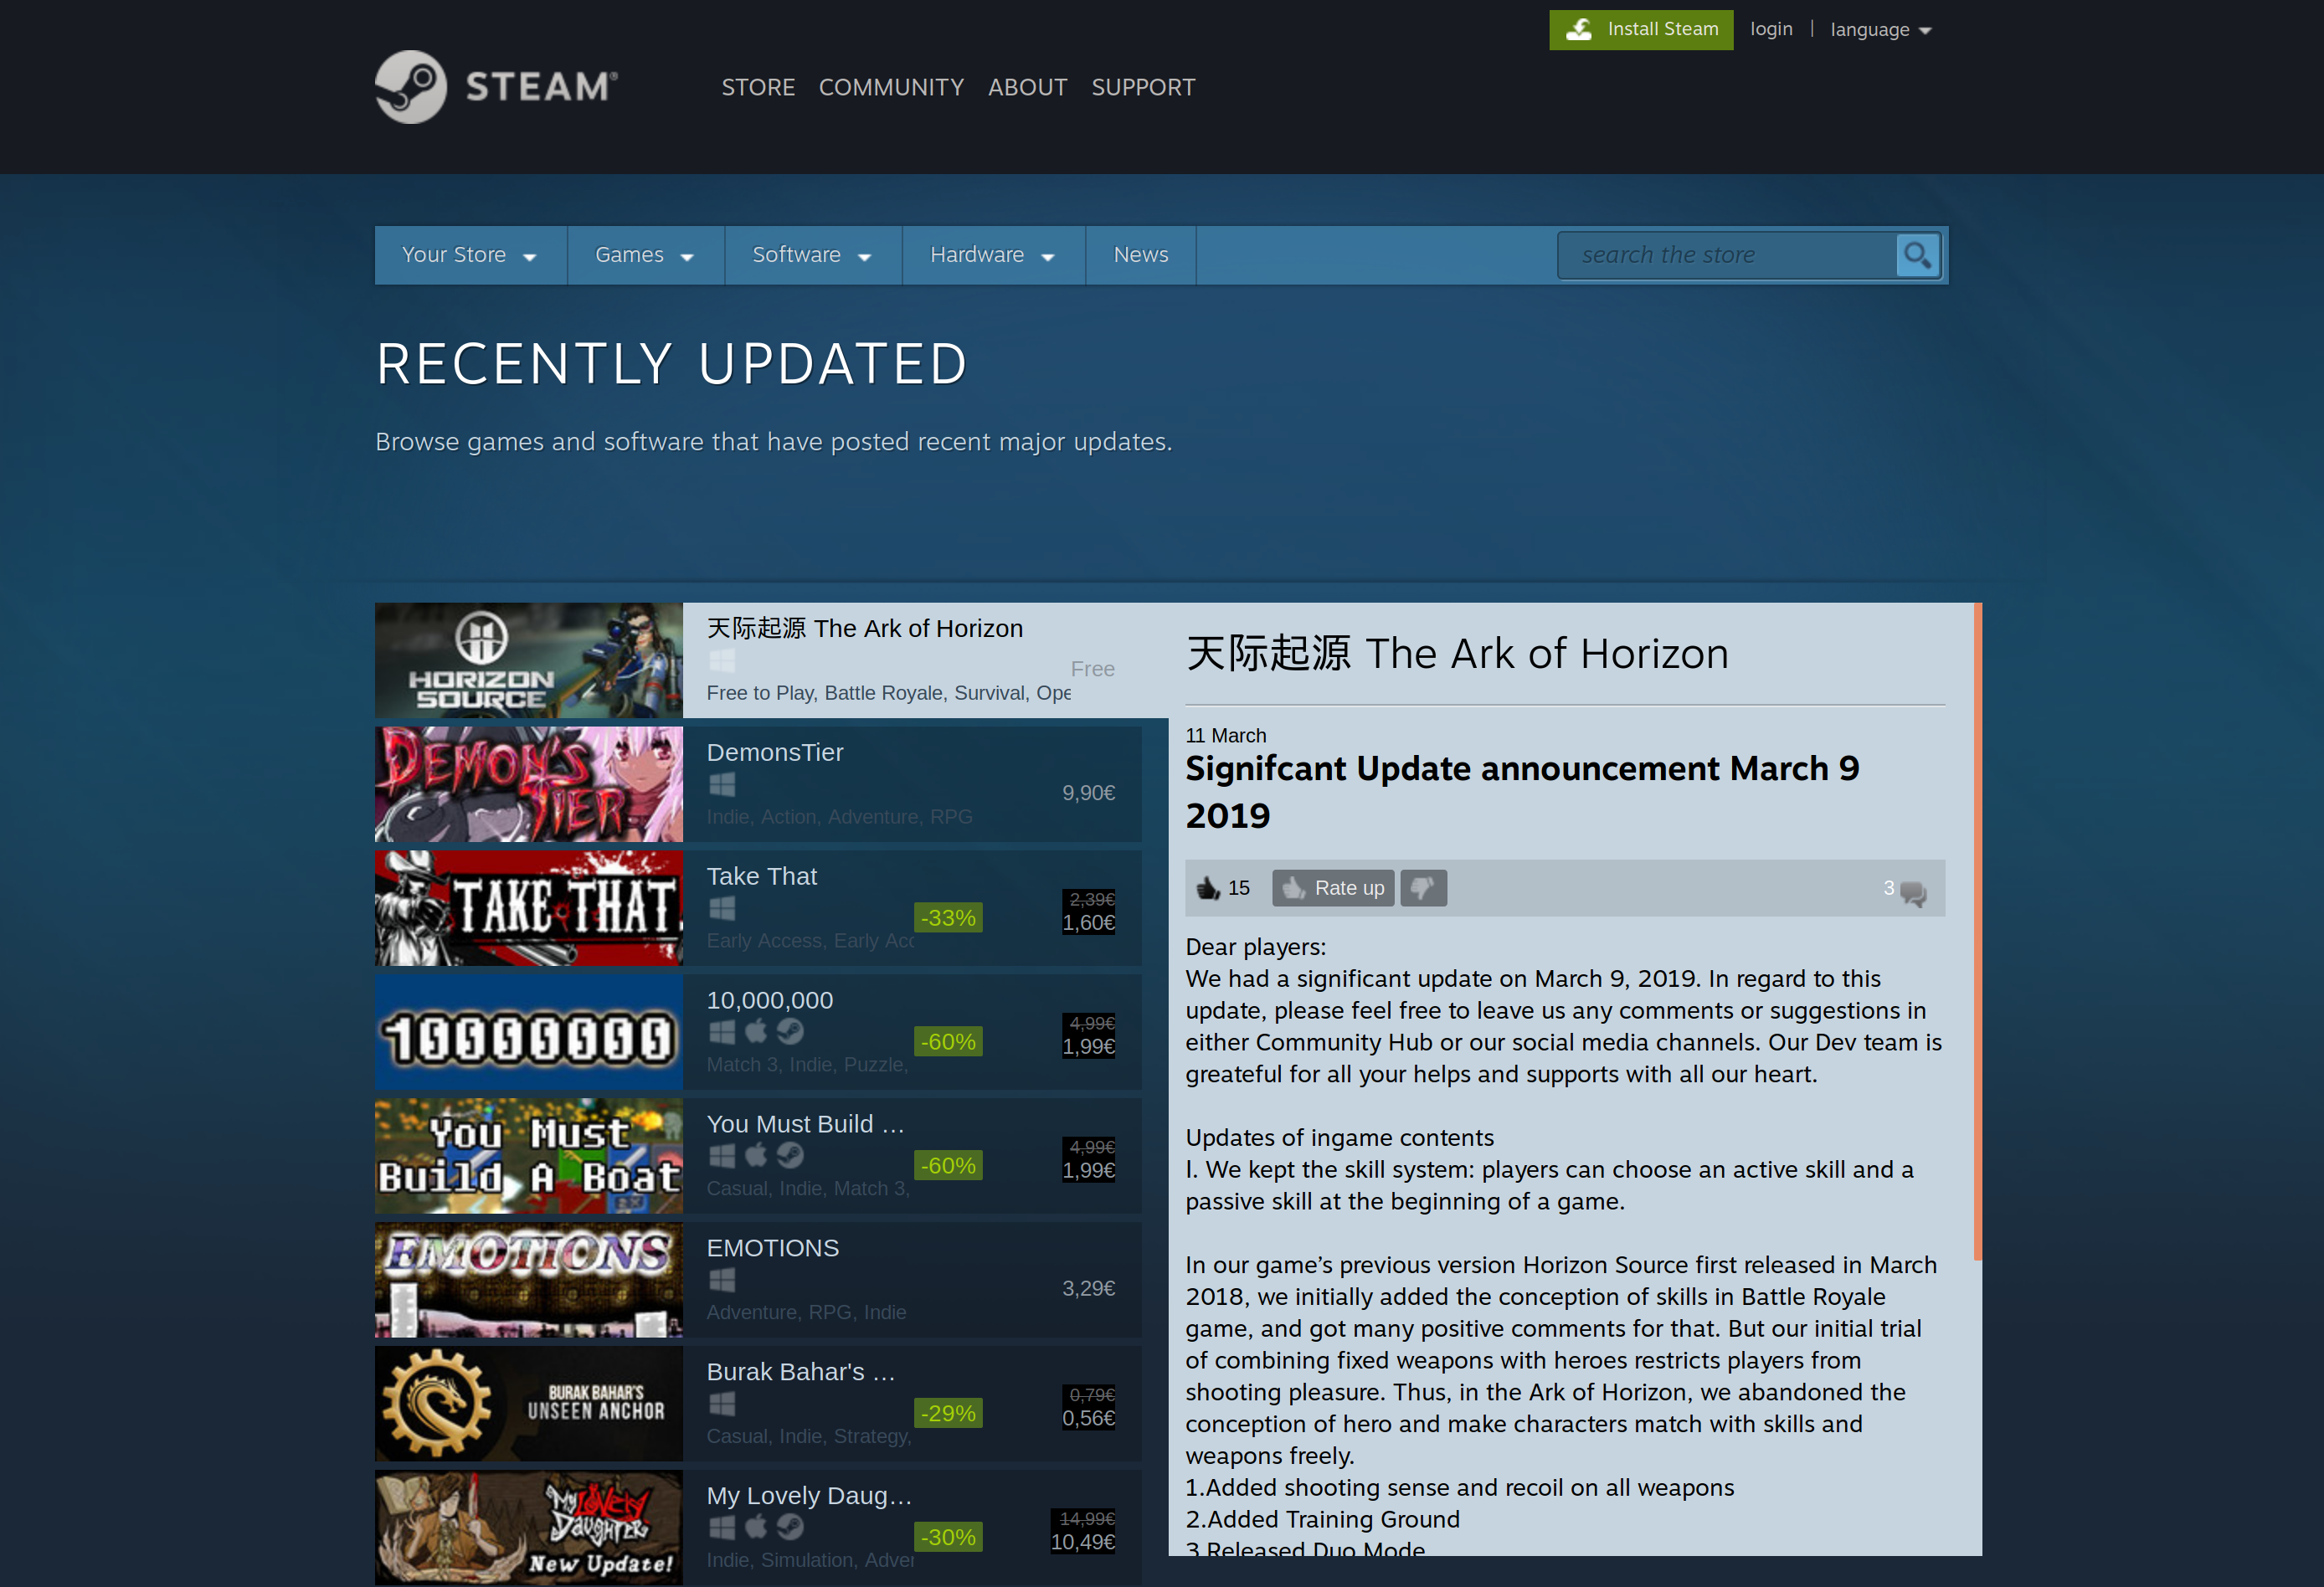 Install Steam login | language
STEAM®
STORE COMMUNITY ABOUT SUPPORT
Your Store Games Software Hardware News search the store
RECENTLY UPDATED
Browse games and software that have posted recent major updates.
HORIZON
SOURCE
天际起源 The Ark of Horizon
Free
Free to Play, Battle Royale, Survival, Ope
DEMON'S
TIER
DemonsTier
9,90€
Indie, Action, Adventure, RPG
TAKE THAT
Take That
-33%
2,39€
1,60€
Early Access, Early Acc
10000000
10,000,000
-60%
4,99€
1,99€
Match 3, Indie, Puzzle,
You Must
Build A Boat
You Must Build …
-60%
4,99€
1,99€
Casual, Indie, Match 3,
EMOTIONS
EMOTIONS
3,29€
Adventure, RPG, Indie
BURAK BAHAR'S
UNSEEN ANCHOR
Burak Bahar's …
-29%
0,79€
0,56€
Casual, Indie, Strategy,
My Lovely
Daughter
New Update!
My Lovely Daug…
-30%
14,99€
10,49€
Indie, Simulation, Adver
天际起源 The Ark of Horizon
11 March
Signifcant Update announcement March 9
2019
15 Rate up 3
Dear players:
We had a significant update on March 9, 2019. In regard to this
update, please feel free to leave us any comments or suggestions in
either Community Hub or our social media channels. Our Dev team is
greateful for all your helps and supports with all our heart.
Updates of ingame contents
I. We kept the skill system: players can choose an active skill and a
passive skill at the beginning of a game.
In our game’s previous version Horizon Source first released in March
2018, we initially added the conception of skills in Battle Royale
game, and got many positive comments for that. But our initial trial
of combining fixed weapons with heroes restricts players from
shooting pleasure. Thus, in the Ark of Horizon, we abandoned the
conception of hero and make characters match with skills and
weapons freely.
1.Added shooting sense and recoil on all weapons
2.Added Training Ground
3.Released Duo Mode